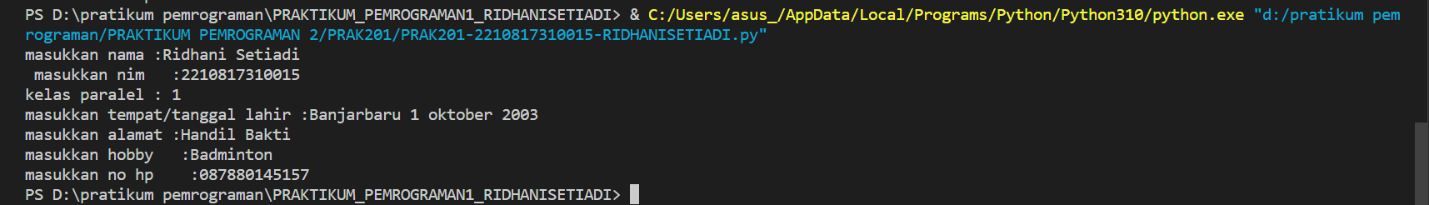 PS D:\pratikum pemrograman\PRAKTIKUM_PEMROGRAMAN1_RIDHANISETIADI> & C:/Users/asus_/AppData/Local/Programs/Python/Python310/python.exe "d:/pratikum pem
rograman/PRAKTIKUM PEMROGRAMAN 2/PRAK201/PRAK201-2210817310015-RIDHANISETIADI.py"
masukkan nama :Ridhani Setiadi
 masukkan nim   :2210817310015
kelas paralel : 1
masukkan tempat/tanggal lahir :Banjarbaru 1 oktober 2003
masukkan alamat :Handil Bakti
masukkan hobby   :Badminton
masukkan no hp    :087880145157
PS D:\pratikum pemrograman\PRAKTIKUM_PEMROGRAMAN1_RIDHANISETIADI>